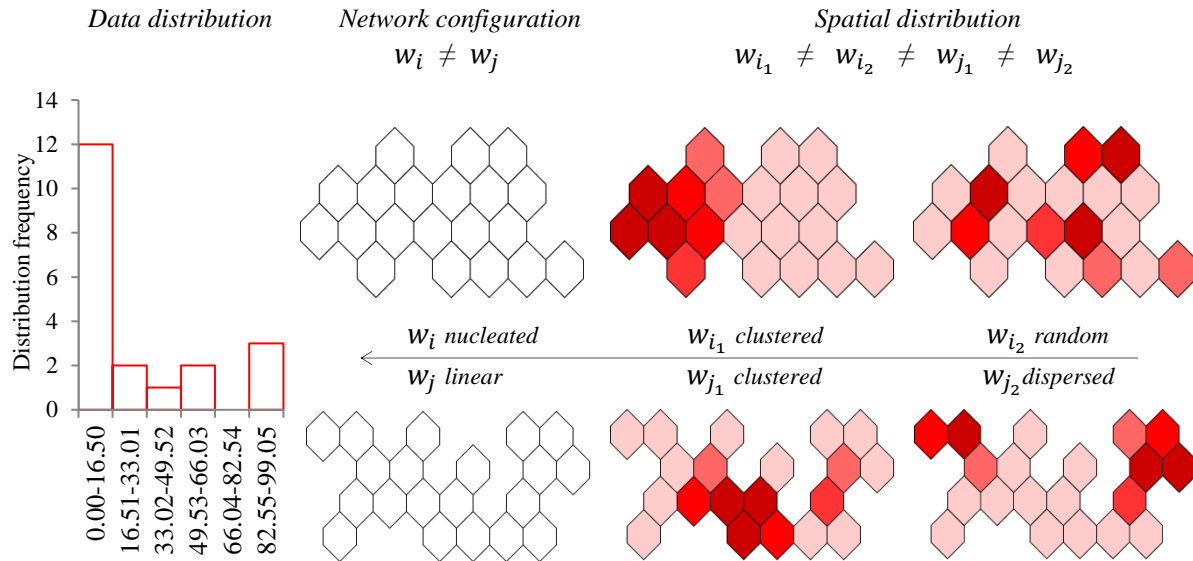 Data distribution
Network configuration
Spatial distribution
w_i ≠ w_j
w_{i_1} ≠ w_{i_2} ≠ w_{j_1} ≠ w_{j_2}
Distribution frequency
14
12
10
8
6
4
2
0
0.00-16.50
16.51-33.01
33.02-49.52
49.53-66.03
66.04-82.54
82.55-99.05
w_i nucleated
w_{i_1} clustered
w_{i_2} random
w_j linear
w_{j_1} clustered
w_{j_2} dispersed